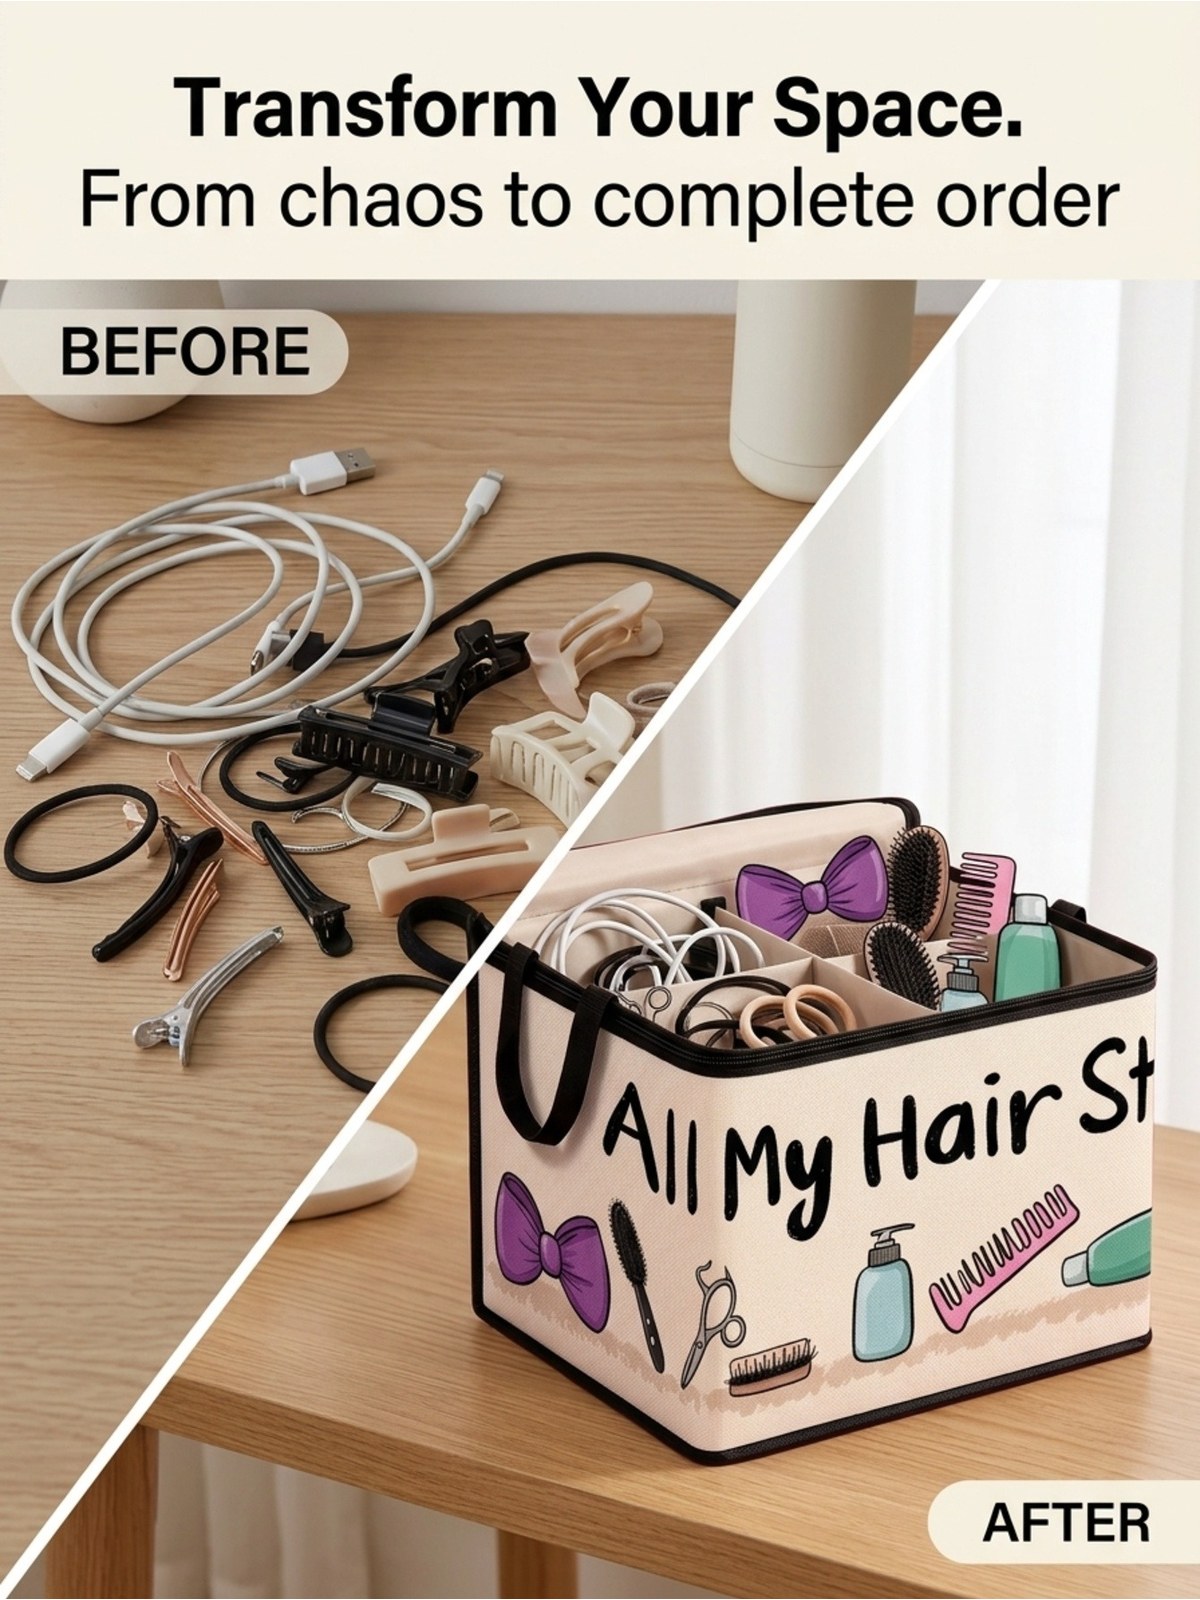 Transform Your Space.
From chaos to complete order
BEFORE
All My Hair St
AFTER